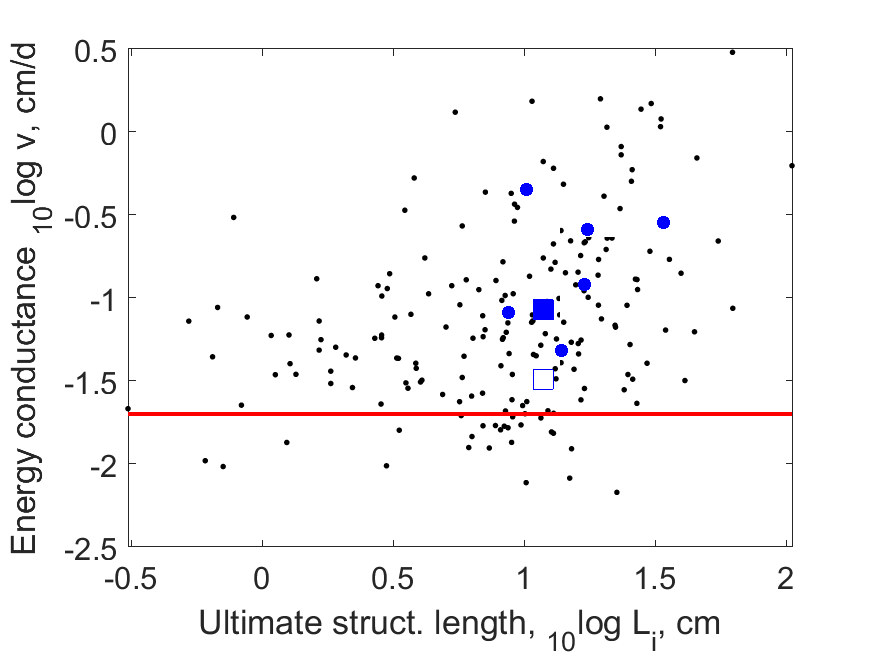 Energy conductance 10log v, cm/d
0.5
0
-0.5
-1
-1.5
-2
-2.5
-0.5 0 0.5 1 1.5 2
Ultimate struct. length, 10log Li, cm